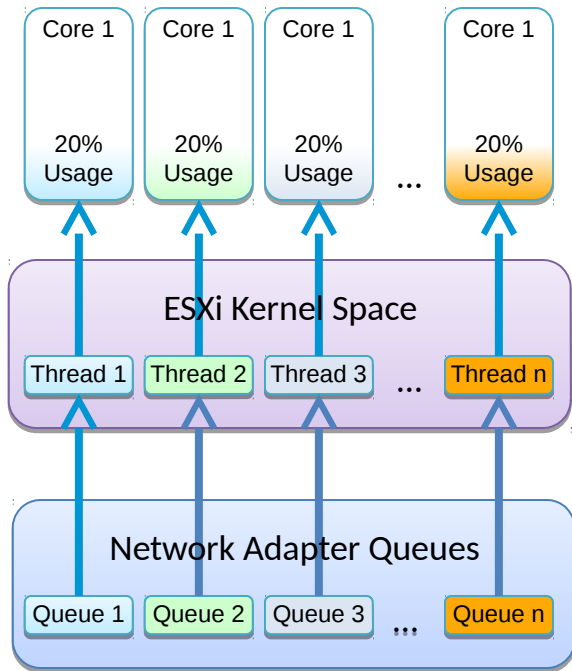 Core 1 Core 1 Core 1 Core 1
20% 20% 20% 20%
Usage Usage Usage ... Usage
ESXi Kernel Space
Thread 1 Thread 2 Thread 3 ... Thread n
Network Adapter Queues
Queue 1 Queue 2 Queue 3 ... Queue n